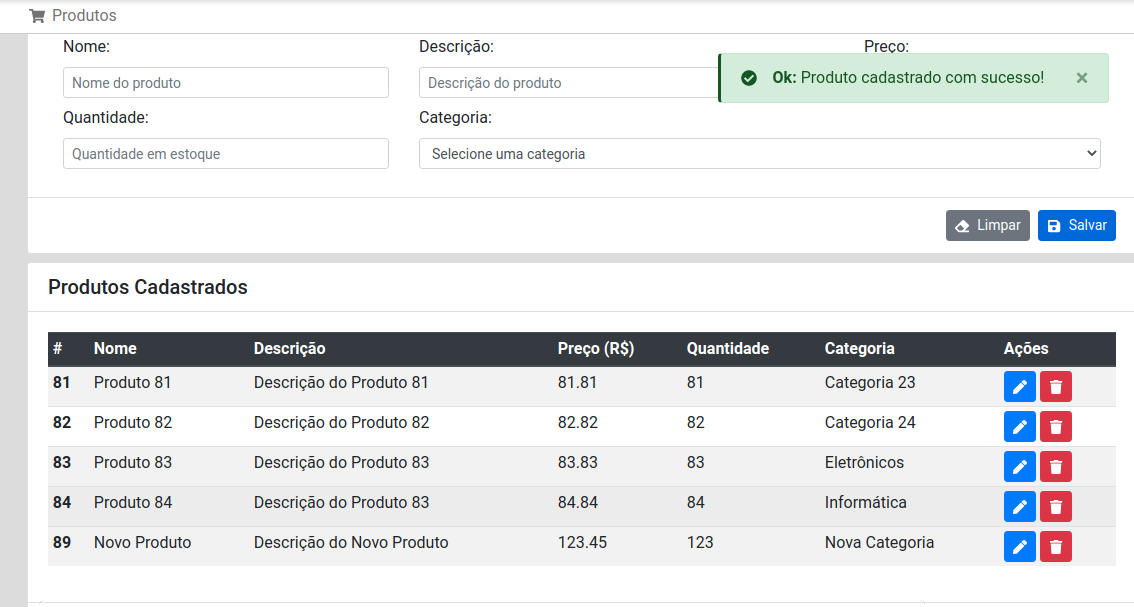 Produtos
Nome: Descrição: Preço:
Nome do produto Descrição do produto
Ok: Produto cadastrado com sucesso! ×
Quantidade: Categoria:
Quantidade em estoque Selecione uma categoria
Limpar Salvar
Produtos Cadastrados
# Nome Descrição Preço (R$) Quantidade Categoria Ações
81 Produto 81 Descrição do Produto 81 81.81 81 Categoria 23
82 Produto 82 Descrição do Produto 82 82.82 82 Categoria 24
83 Produto 83 Descrição do Produto 83 83.83 83 Eletrônicos
84 Produto 84 Descrição do Produto 83 84.84 84 Informática
89 Novo Produto Descrição do Novo Produto 123.45 123 Nova Categoria